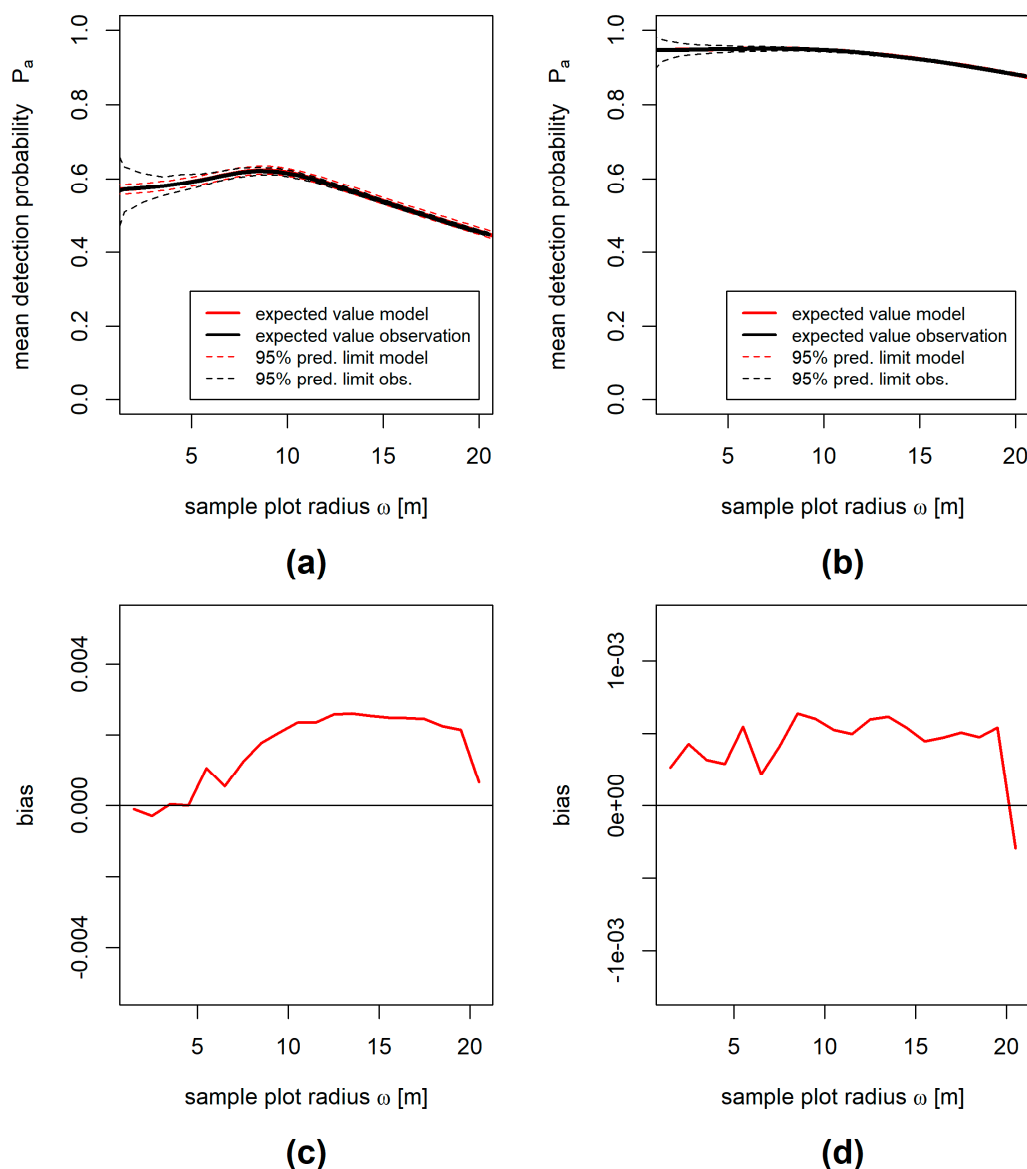 mean detection probability Pₐ
1.0
0.8
0.6
0.4
0.2
0.0
expected value model
expected value observation
95% pred. limit model
95% pred. limit obs.
5 10 15 20
sample plot radius ω [m]
(a)
mean detection probability Pₐ
1.0
0.8
0.6
0.4
0.2
0.0
expected value model
expected value observation
95% pred. limit model
95% pred. limit obs.
5 10 15 20
sample plot radius ω [m]
(b)
bias
0.004
0.000
-0.004
5 10 15 20
sample plot radius ω [m]
(c)
bias
1e-03
0e+00
-1e-03
5 10 15 20
sample plot radius ω [m]
(d)